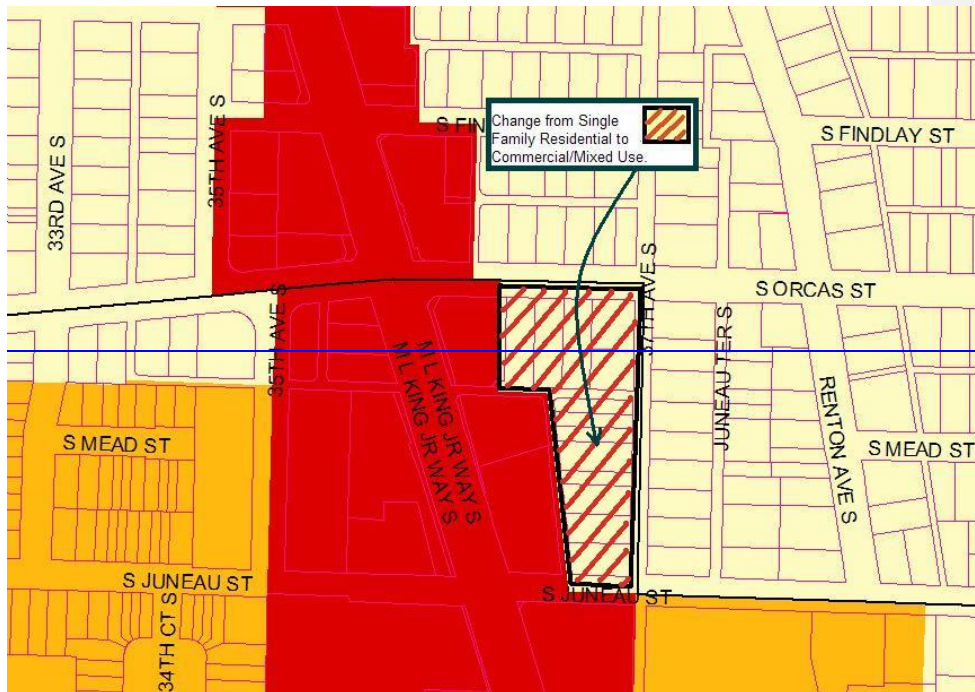 Change from Single
Family Residential to
Commercial/Mixed Use.
S FIN
S FINDLAY ST
33RD AVE S
35TH AVE S
37TH AVE S
S ORCAS ST
35TH AVE S
M L KING JR WAY S
M L KING JR WAY S
JUNEAU TER S
RENTON AVE S
S MEAD ST
S MEAD ST
S JUNEAU ST
S JUNEAU ST
34TH CT S